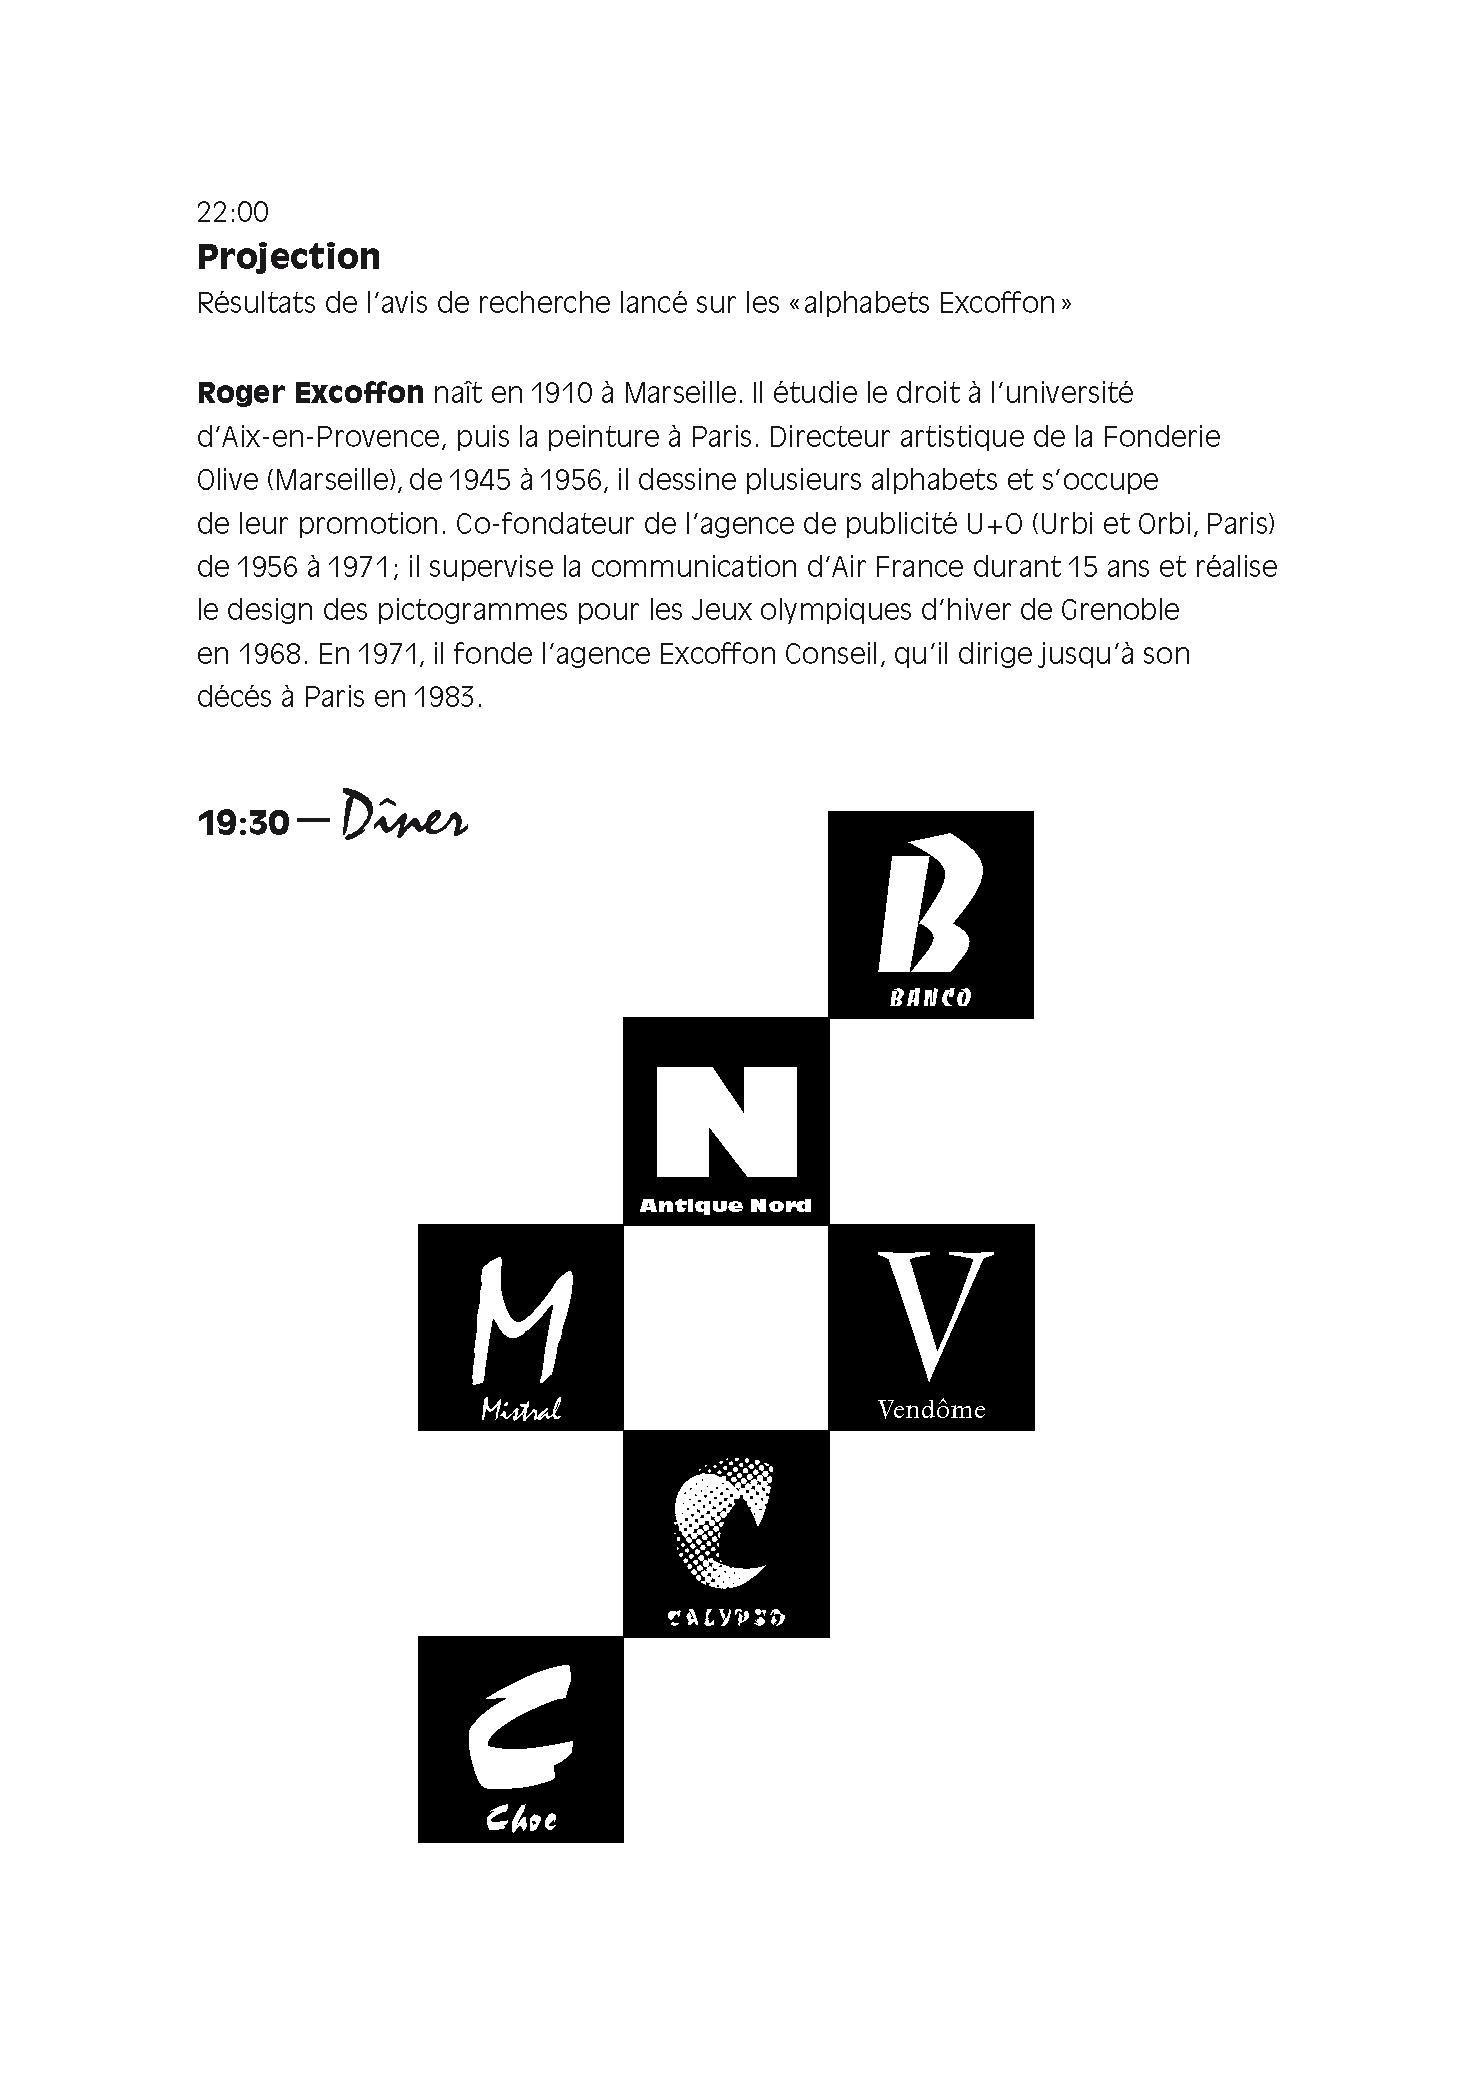 22:00
Projection
Résultats de l’avis de recherche lancé sur les «alphabets Excoffon»
Roger Excoffon naît en 1910 à Marseille. Il étudie le droit à l’université
d’Aix-en-Provence, puis la peinture à Paris. Directeur artistique de la Fonderie
Olive (Marseille), de 1945 à 1956, il dessine plusieurs alphabets et s’occupe
de leur promotion. Co-fondateur de l’agence de publicité U+O (Urbi et Orbi, Paris)
de 1956 à 1971; il supervise la communication d’Air France durant 15 ans et réalise
le design des pictogrammes pour les Jeux olympiques d’hiver de Grenoble
en 1968. En 1971, il fonde l’agence Excoffon Conseil, qu’il dirige jusqu’à son
décés à Paris en 1983.
19:30 — Dîner
B
BANCO
N
Antique Nord
M
Mistral
V
Vendôme
C
CALYPSO
C
Choc